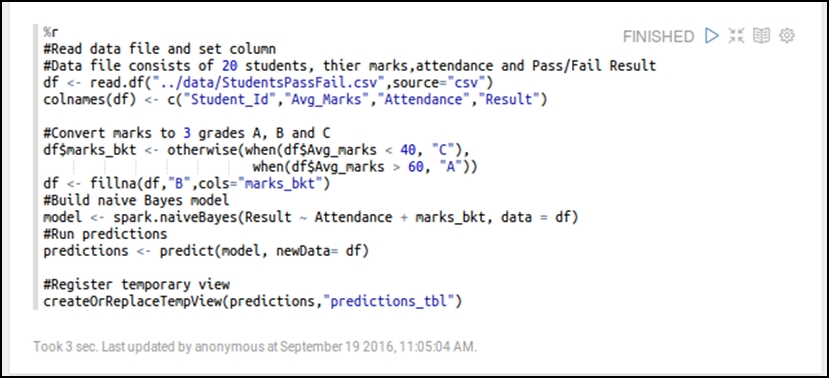 %r
FINISHED
#Read data file and set column
#Data file consists of 20 students, thier marks,attendance and Pass/Fail Result
df <- read.df("../data/StudentsPassFail.csv",source="csv")
colnames(df) <- c("Student_Id","Avg_Marks","Attendance","Result")
#Convert marks to 3 grades A, B and C
df$marks_bkt <- otherwise(when(df$Avg_marks < 40, "C"),
when(df$Avg_marks > 60, "A"))
df <- fillna(df,"B",cols="marks_bkt")
#Build naive Bayes model
model <- spark.naiveBayes(Result ~ Attendance + marks_bkt, data = df)
#Run predictions
predictions <- predict(model, newData= df)
#Register temporary view
createOrReplaceTempView(predictions,"predictions_tbl")
Took 3 sec. Last updated by anonymous at September 19 2016, 11:05:04 AM.